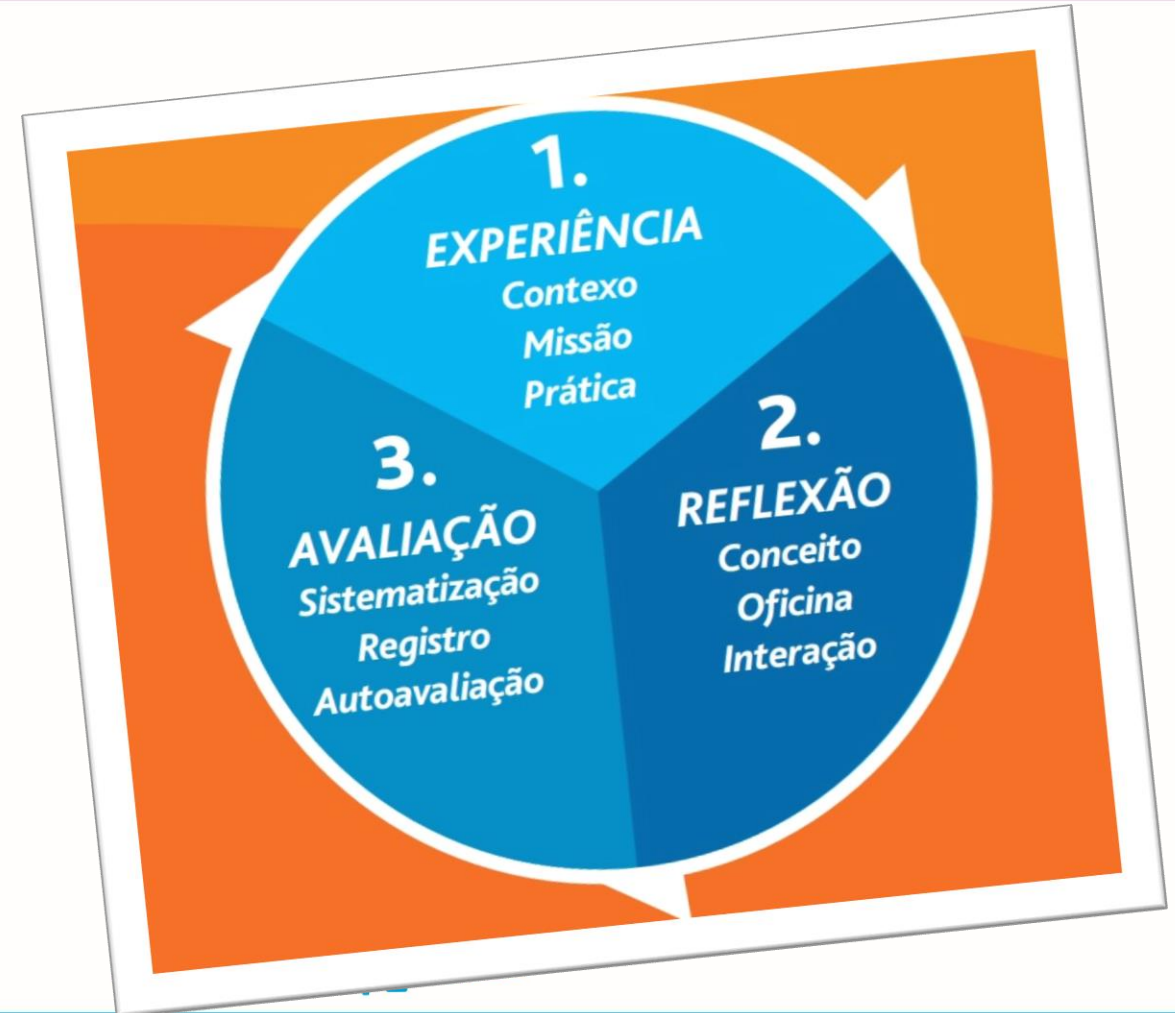 1.
EXPERIÊNCIA
Contexo
Missão
Prática
2.
REFLEXÃO
Conceito
Oficina
Interação
3.
AVALIAÇÃO
Sistematização
Registro
Autoavaliação